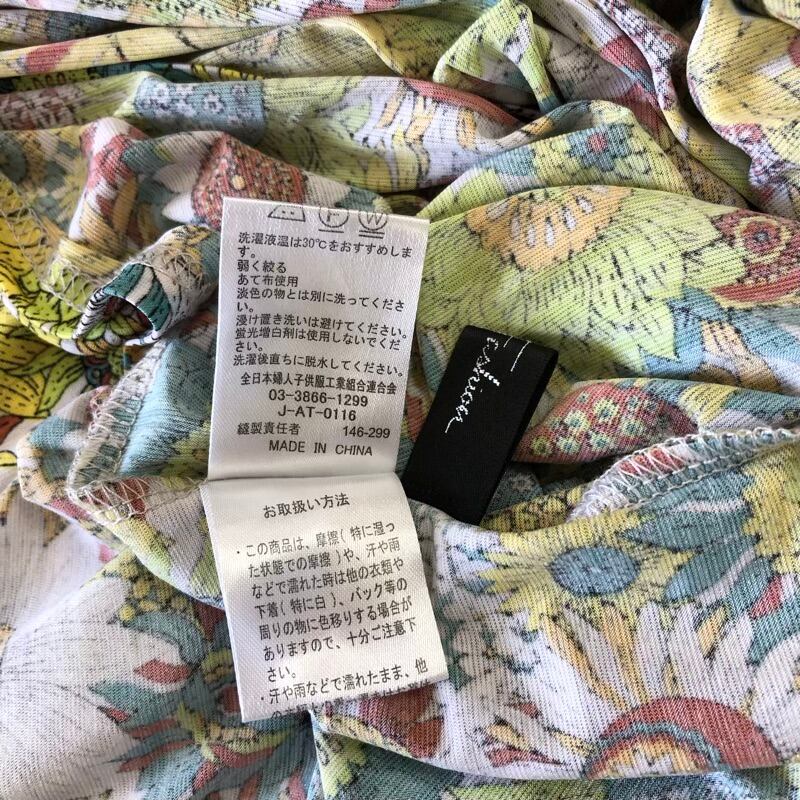 洗濯液温は30℃をおすすめしま
す。
弱く絞る
あて布使用
淡色の物とは別に洗ってくださ
い。
浸け置き洗いは避けてください。
蛍光増白剤は使用しないでくだ
さい。
洗濯後直ちに脱水してください。
全日本婦人子供服工業組合連合会
03-3866-1299
J-AT-0116
縫製責任者 146-299
MADE IN CHINA
お取扱い方法
・この商品は、摩擦(特に湿っ
た状態での摩擦)や、汗や雨
などで濡れた時は他の衣類や
下着(特に白)、バック等の
周りの物に色移りする場合が
ありますので、十分ご注意下
さい。
・汗や雨などで濡れたまま、他